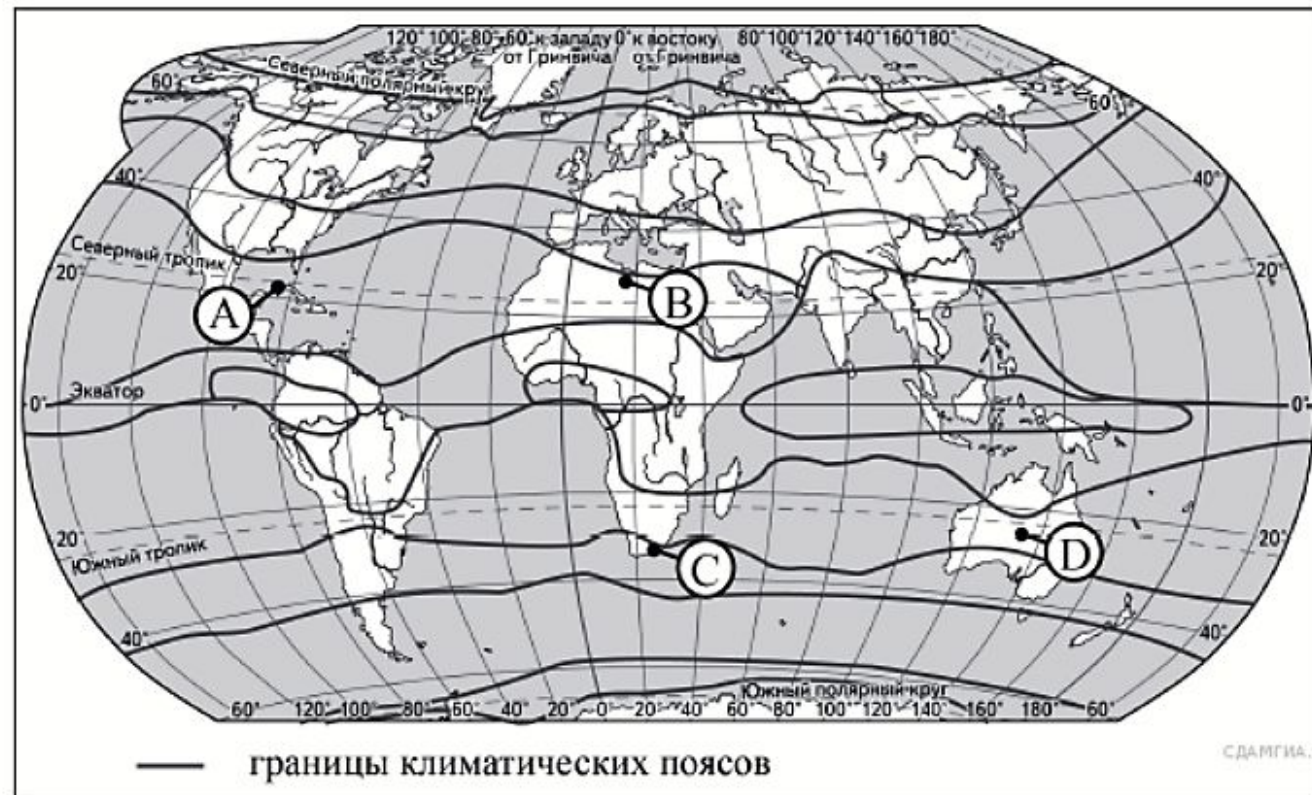 120° 100° 80° 60° к западу 0° к востоку 80° 100° 120° 140° 160° 180°
от Гринвича от Гринвича
Северный полярный круг
60°
60
40°
40°
Северный тропик
20°
20°
A
B
Экватор
0°
0°
20
20°
Южный тропик
C
D
40°
40°
Южный полярный круг
60° 120° 100° 80° 60° 40° 20° 0 20° 40° 60° 80° 100° 120° 140° 160° 180° 60°
границы климатических поясов
СДАМГИА.